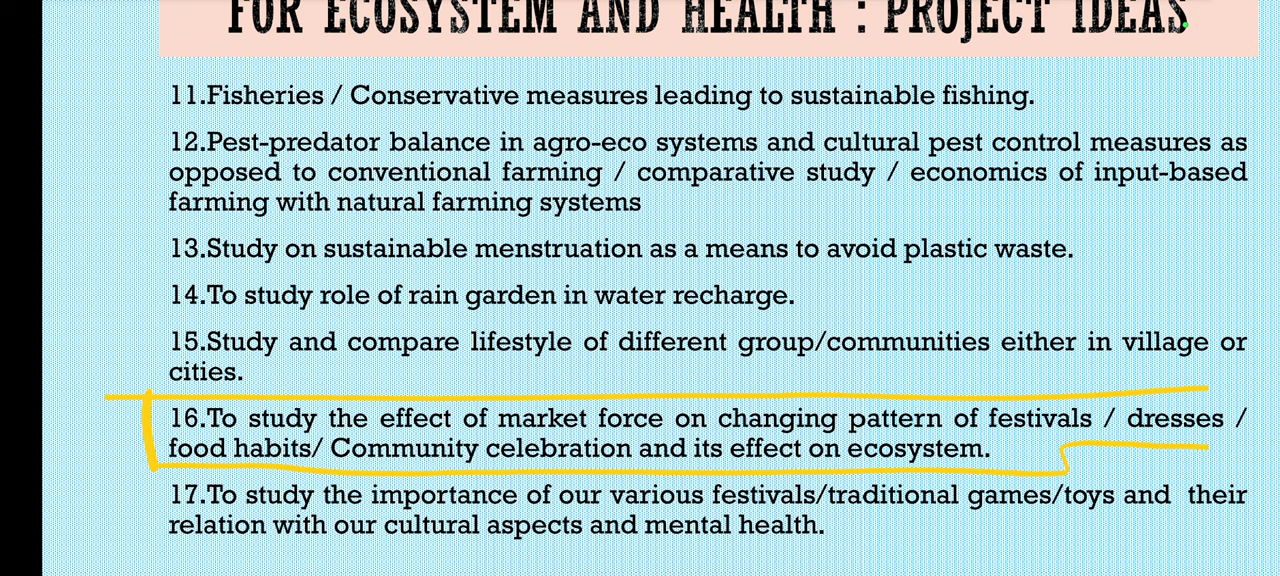 FOR ECOSYSTEM AND HEALTH : PROJECT IDEAS
11.Fisheries / Conservative measures leading to sustainable fishing.
12.Pest-predator balance in agro-eco systems and cultural pest control measures as
opposed to conventional farming / comparative study / economics of input-based
farming with natural farming systems
13.Study on sustainable menstruation as a means to avoid plastic waste.
14.To study role of rain garden in water recharge.
15.Study and compare lifestyle of different group/communities either in village or
cities.
16.To study the effect of market force on changing pattern of festivals / dresses /
food habits/ Community celebration and its effect on ecosystem.
17.To study the importance of our various festivals/traditional games/toys and their
relation with our cultural aspects and mental health.